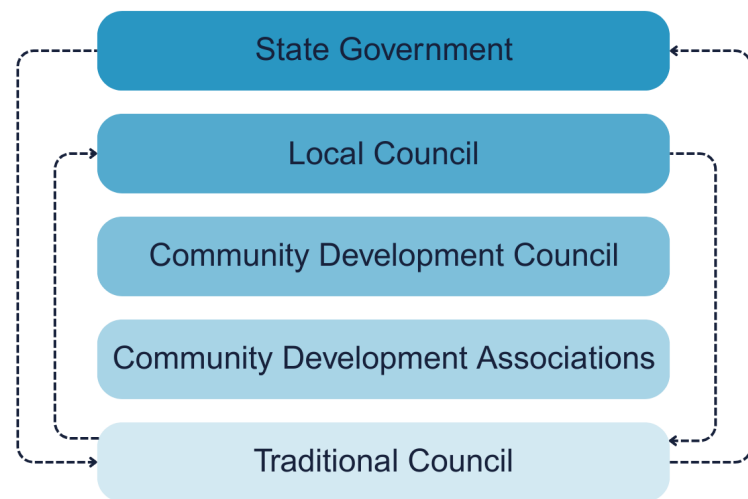 State Government
Local Council
Community Development Council
Community Development Associations
Traditional Council